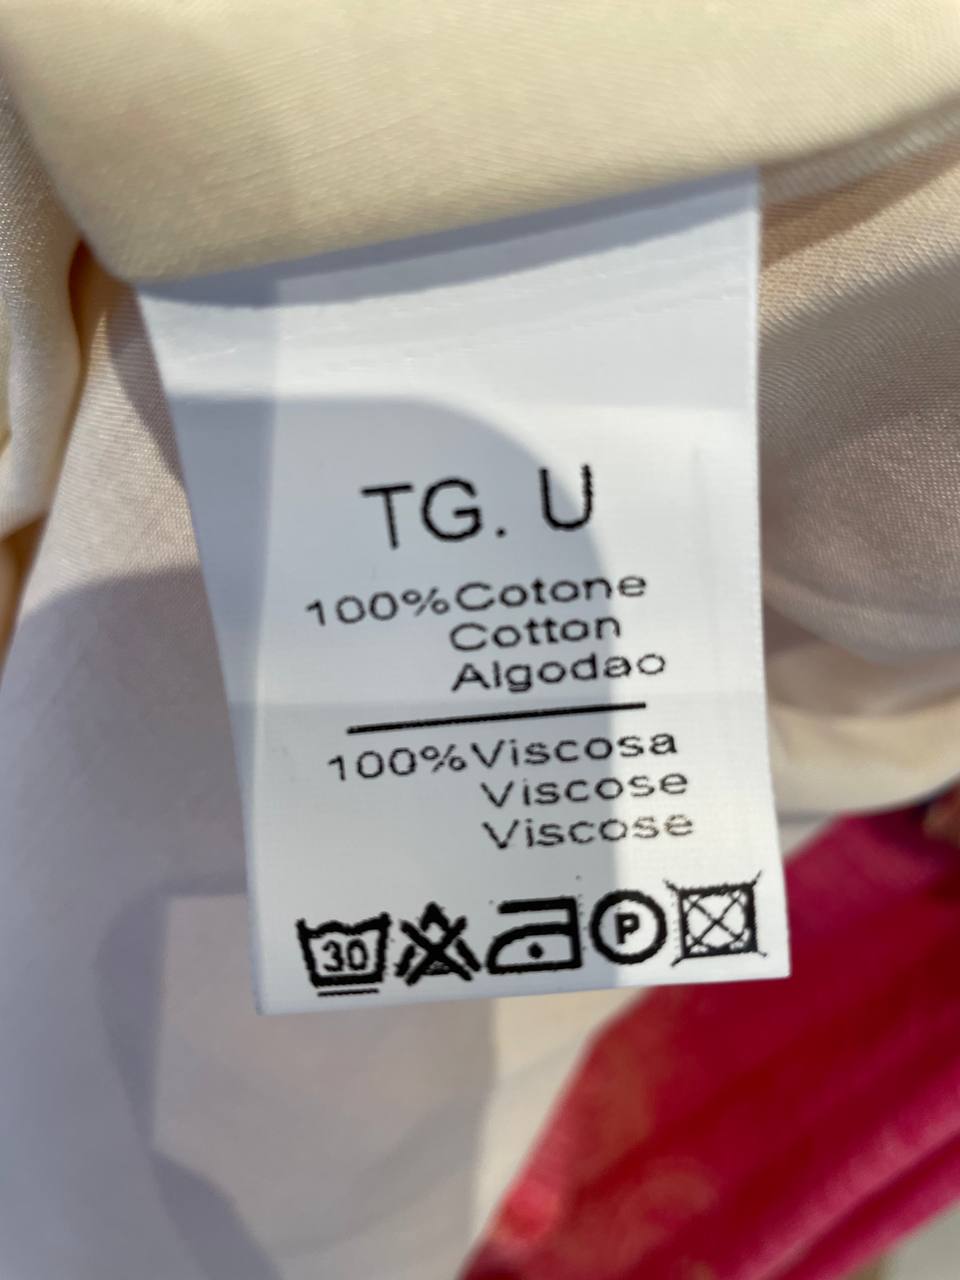 TG. U
100%Cotone
Cotton
Algodao
100%Viscosa
Viscose
Viscose
30 P